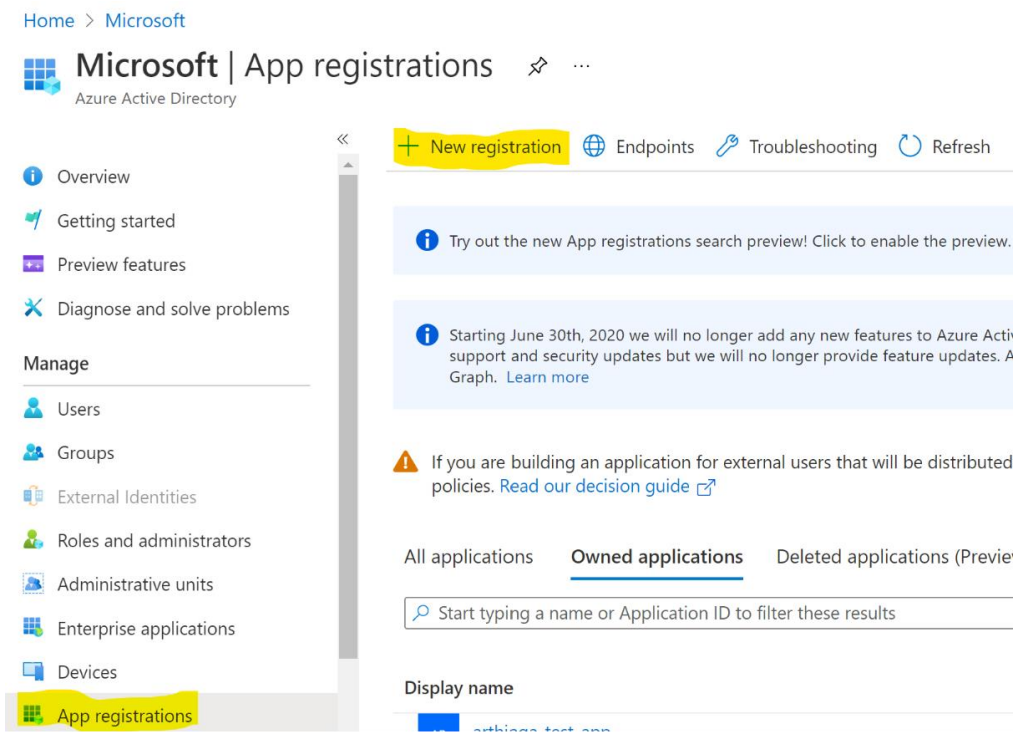 Home > Microsoft
Microsoft | App registrations
Azure Active Directory
Overview
Getting started
Preview features
Diagnose and solve problems
Manage
Users
Groups
External Identities
Roles and administrators
Administrative units
Enterprise applications
Devices
App registrations
New registration Endpoints Troubleshooting Refresh
Try out the new App registrations search preview! Click to enable the preview.
Starting June 30th, 2020 we will no longer add any new features to Azure Activ
support and security updates but we will no longer provide feature updates. A
Graph. Learn more
If you are building an application for external users that will be distributed
policies. Read our decision guide
All applications Owned applications Deleted applications (Previe
Start typing a name or Application ID to filter these results
Display name
arthiaga-test-app